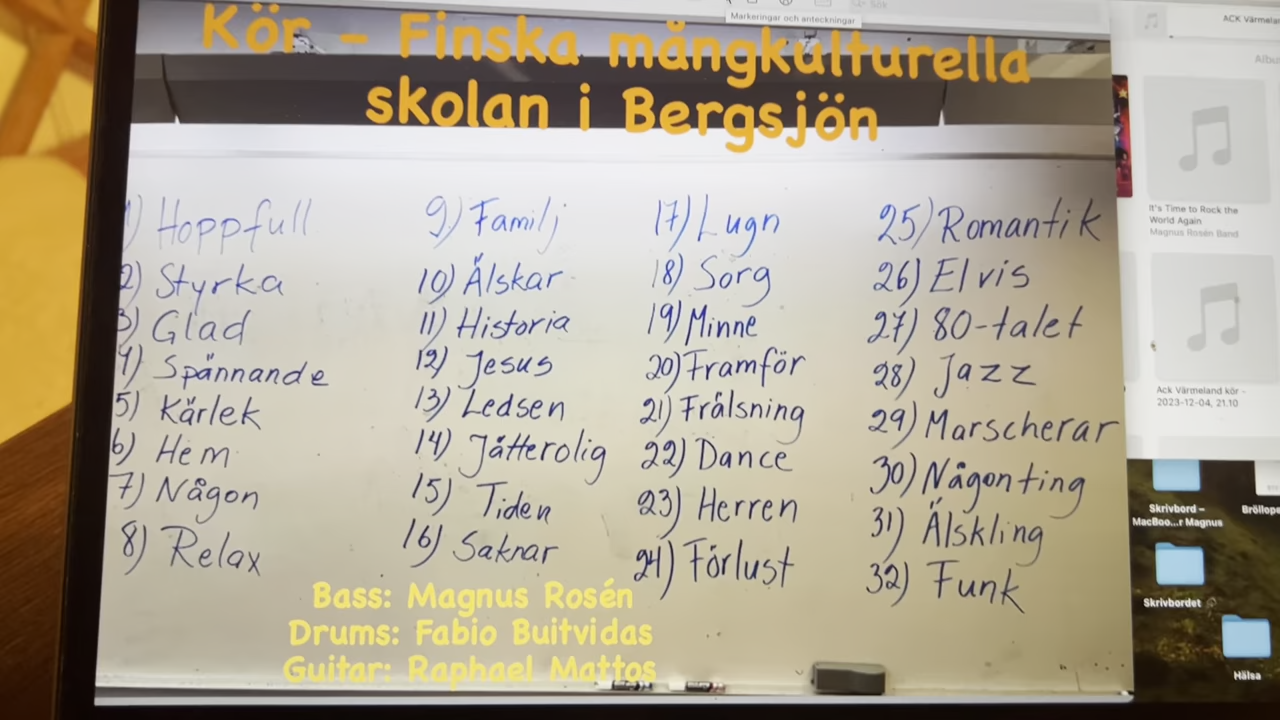 Markeringar och anteckningar
Sök
Kör - Finska mångkulturella
skolan i Bergsjön
1) Hoppfull
2) Styrka
3) Glad
4) Spännande
5) Kärlek
6) Hem
7) Någon
8) Relax
9) Familj
10) Älskar
11) Historia
12) Jesus
13) Ledsen
14) Jätterolig
15) Tiden
16) Saknar
17) Lugn
18) Sorg
19) Minne
20) Framför
21) Frälsning
22) Dance
23) Herren
24) Förlust
25) Romantik
26) Elvis
27) 80-talet
28) Jazz
29) Marscherar
30) Någonting
31) Älskling
32) Funk
Bass: Magnus Rosén
Drums: Fabio Buitvidas
Guitar: Raphael Mattos
ACK Värmela
Albu
It's Time to Rock the
World Again
Magnus Rosén Band
Ack Värmeland kör -
2023-12-04, 21.10
Skrivbord –
MacBoo...r Magnus
Bröllope
Skrivbordet
Hälsa